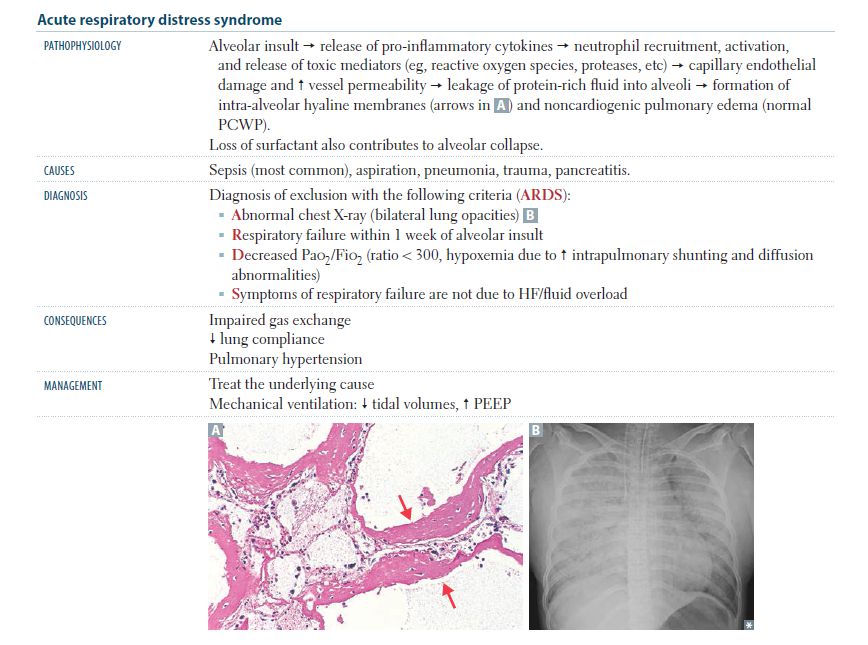 Acute respiratory distress syndrome
PATHOPHYSIOLOGY
Alveolar insult → release of pro-inflammatory cytokines → neutrophil recruitment, activation,
and release of toxic mediators (eg, reactive oxygen species, proteases, etc) → capillary endothelial
damage and ↑ vessel permeability → leakage of protein-rich fluid into alveoli → formation of
intra-alveolar hyaline membranes (arrows in A) and noncardiogenic pulmonary edema (normal
PCWP).
Loss of surfactant also contributes to alveolar collapse.
CAUSES
Sepsis (most common), aspiration, pneumonia, trauma, pancreatitis.
DIAGNOSIS
Diagnosis of exclusion with the following criteria (ARDS):
▪ Abnormal chest X-ray (bilateral lung opacities) B
▪ Respiratory failure within 1 week of alveolar insult
▪ Decreased Pao₂/Fio₂ (ratio < 300, hypoxemia due to ↑ intrapulmonary shunting and diffusion
abnormalities)
▪ Symptoms of respiratory failure are not due to HF/fluid overload
CONSEQUENCES
Impaired gas exchange
↓ lung compliance
Pulmonary hypertension
MANAGEMENT
Treat the underlying cause
Mechanical ventilation: ↓ tidal volumes, ↑ PEEP
A
B
*